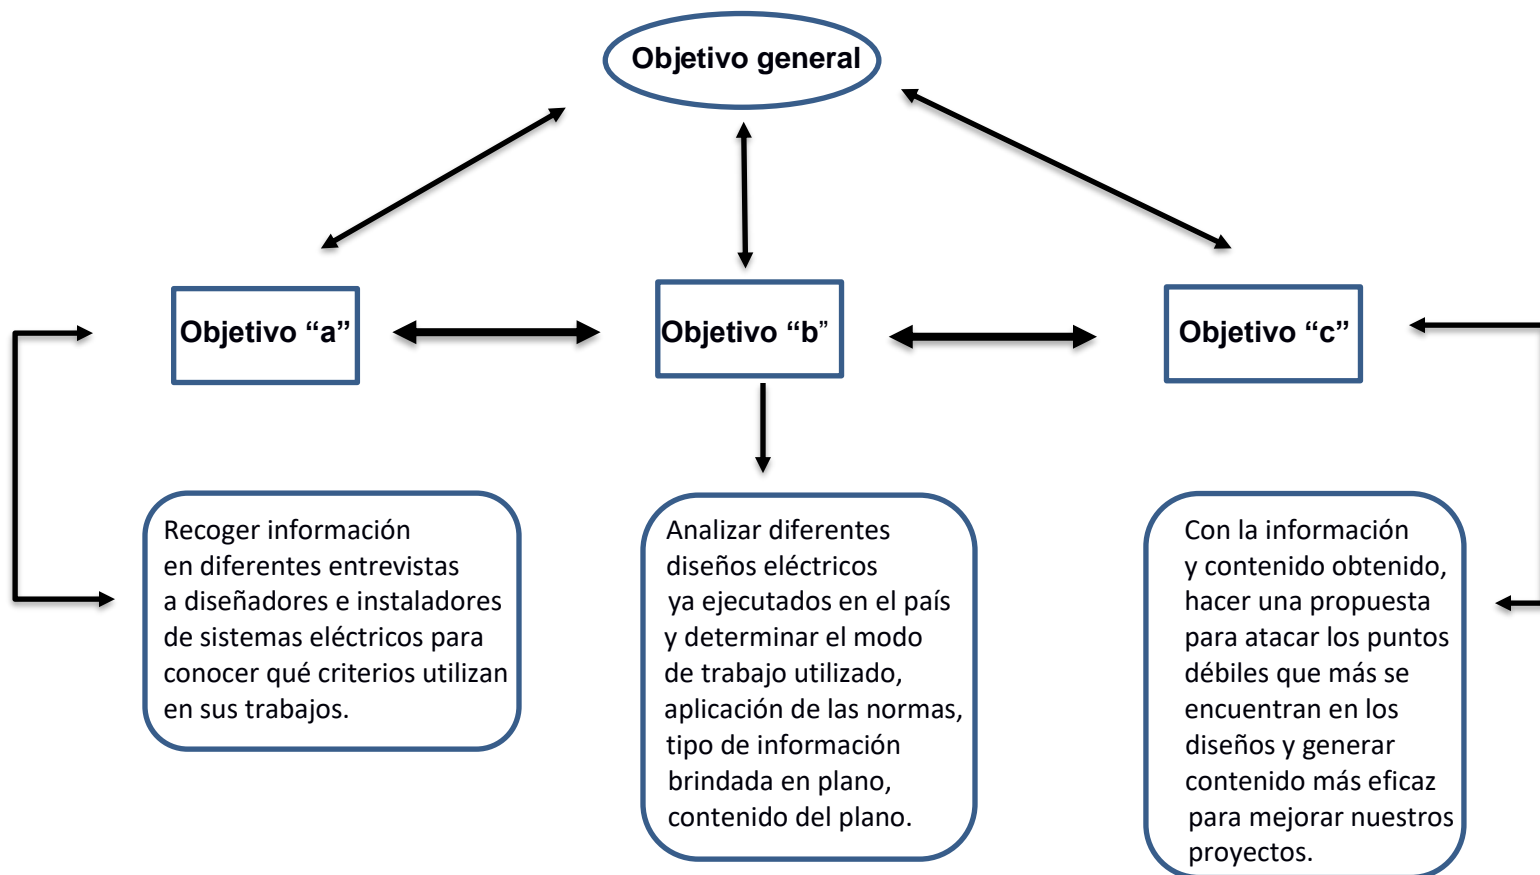 Objetivo general
Objetivo “a”
Objetivo “b”
Objetivo “c”
Recoger información
en diferentes entrevistas
a diseñadores e instaladores
de sistemas eléctricos para
conocer qué criterios utilizan
en sus trabajos.
Analizar diferentes
diseños eléctricos
ya ejecutados en el país
y determinar el modo
de trabajo utilizado,
aplicación de las normas,
tipo de información
brindada en plano,
contenido del plano.
Con la información
y contenido obtenido,
hacer una propuesta
para atacar los puntos
débiles que más se
encuentran en los
diseños y generar
contenido más eficaz
para mejorar nuestros
proyectos.